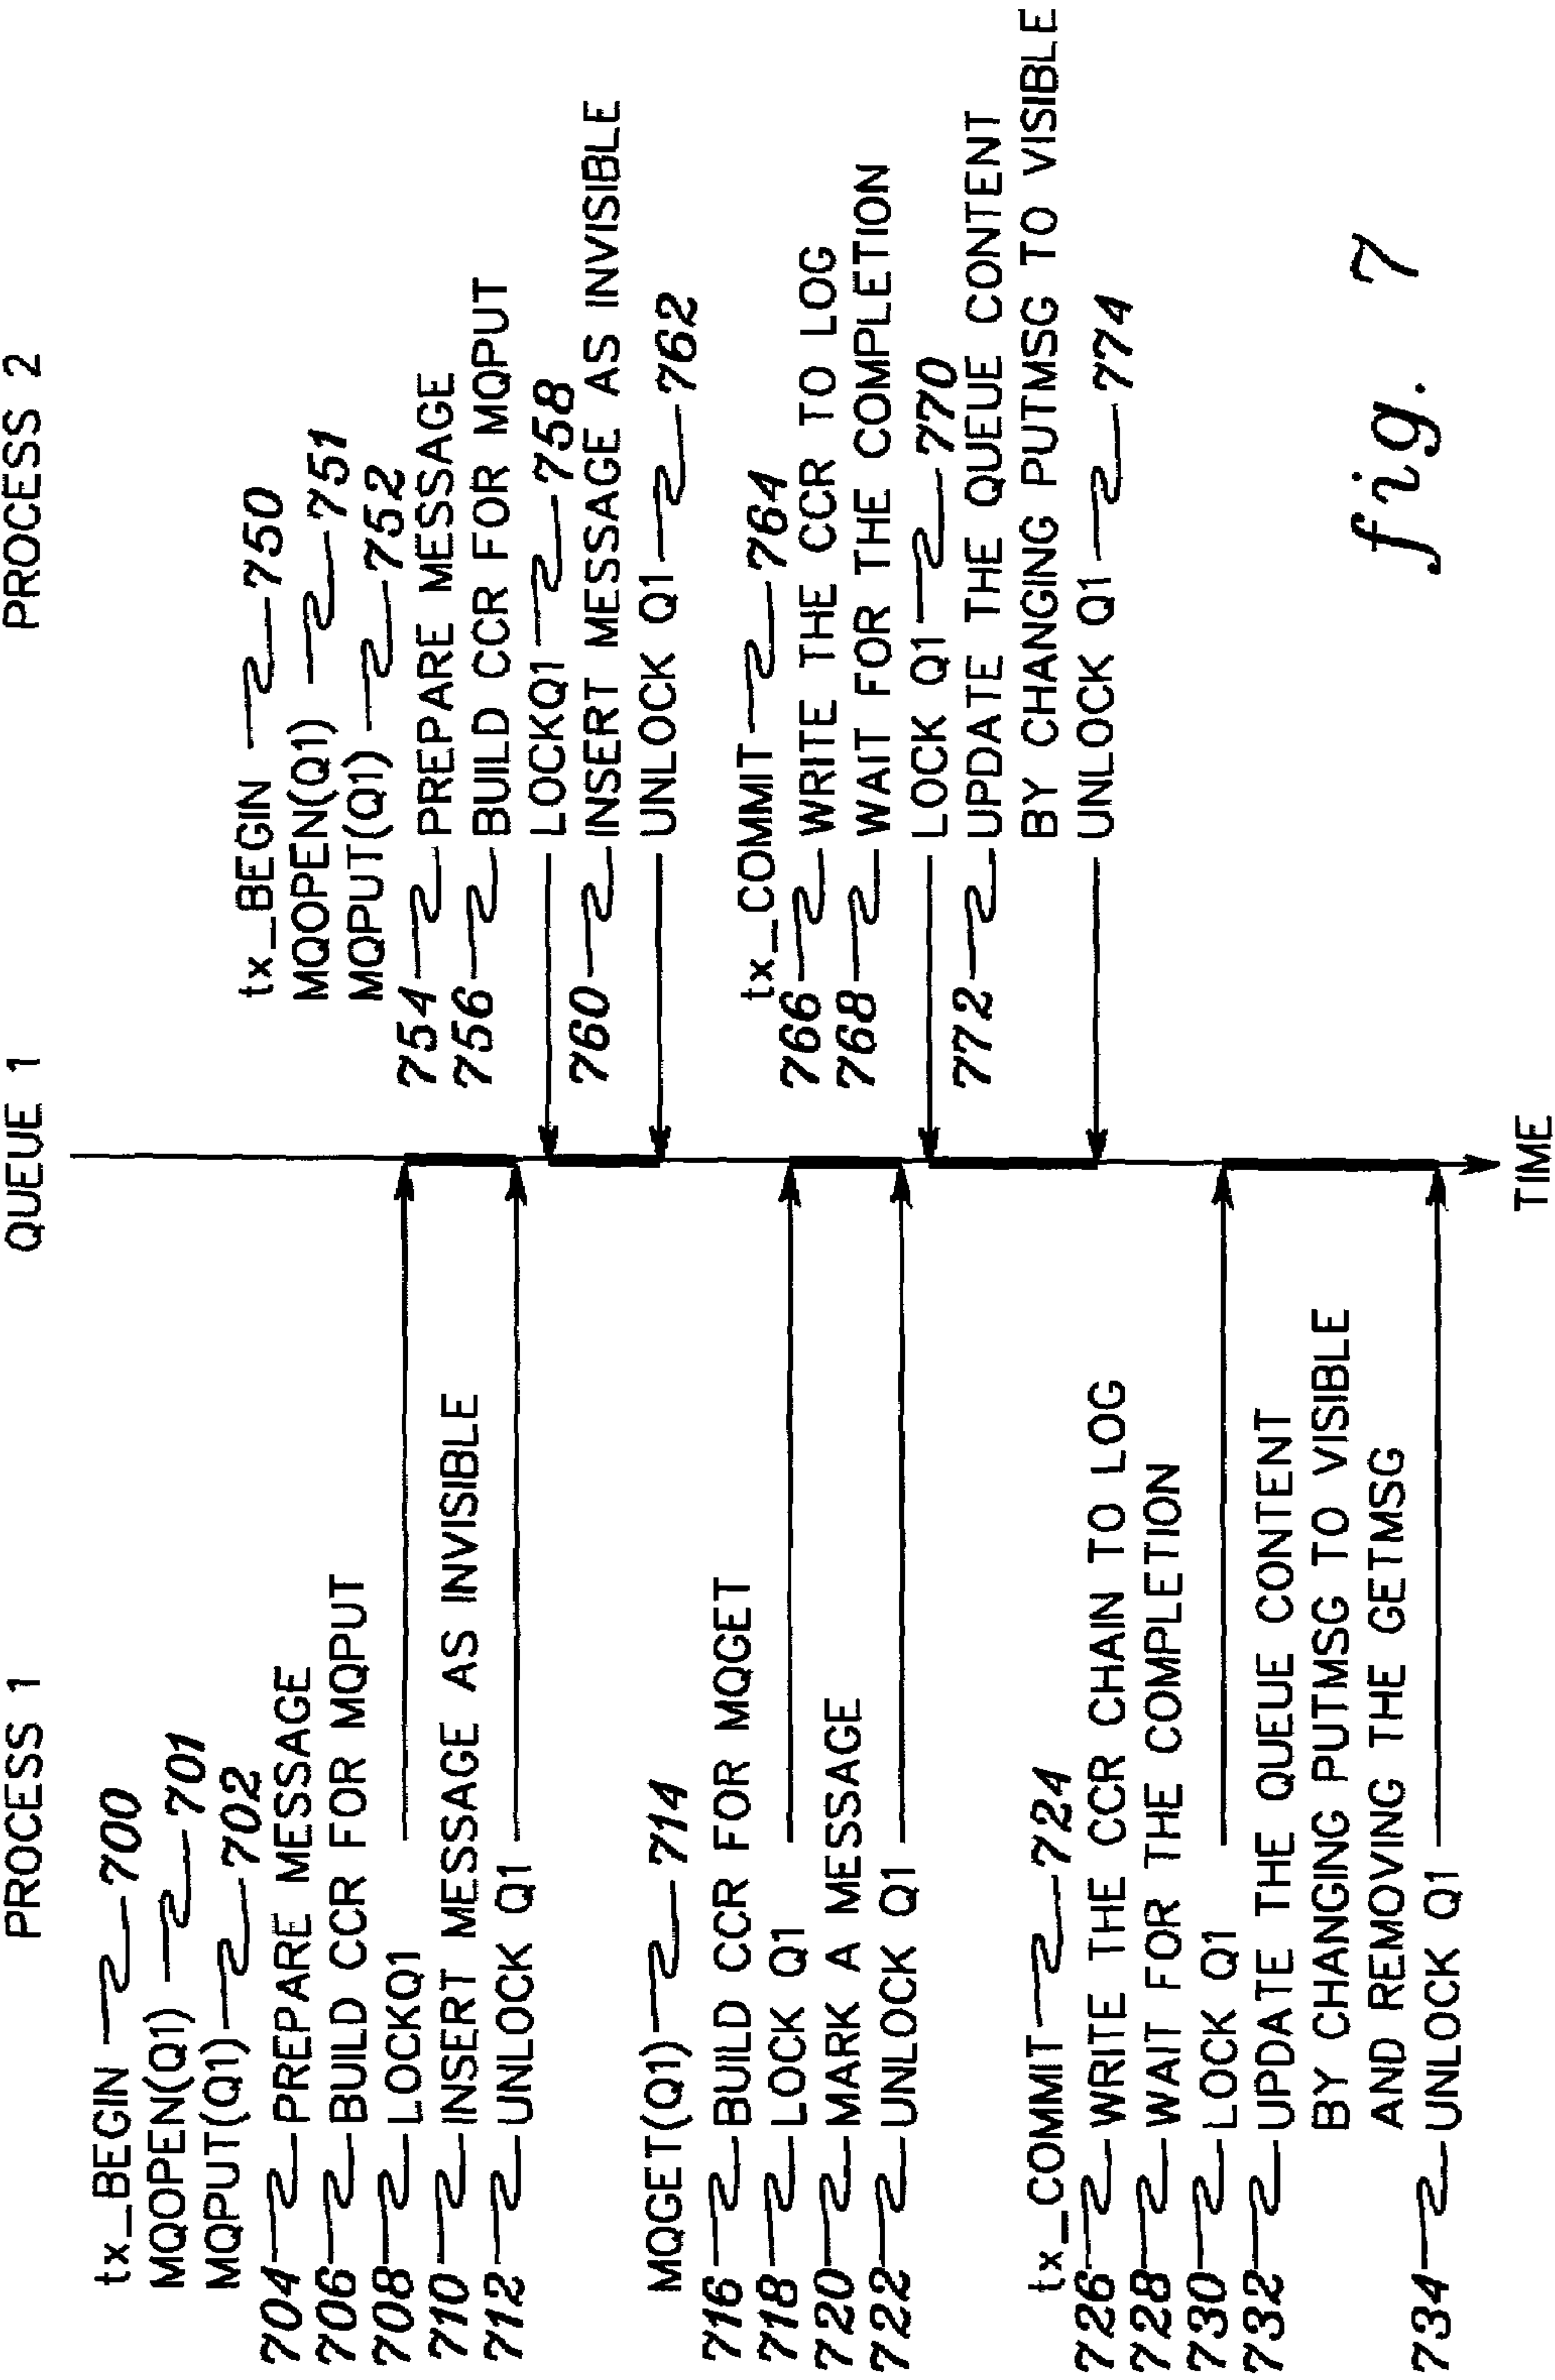 PROCESS 1
QUEUE 1
PROCESS 2
tx_BEGIN 700
MQOPEN(Q1) 701
MQPUT(Q1) 702
704 PREPARE MESSAGE
706 BUILD CCR FOR MQPUT
708 LOCKQ1
710 INSERT MESSAGE AS INVISIBLE
712 UNLOCK Q1
MQGET(Q1) 714
716 BUILD CCR FOR MQGET
718 LOCK Q1
720 MARK A MESSAGE
722 UNLOCK Q1
tx_COMMIT 724
726 WRITE THE CCR CHAIN TO LOG
728 WAIT FOR THE COMPLETION
730 LOCK Q1
732 UPDATE THE QUEUE CONTENT
BY CHANGING PUTMSG TO VISIBLE
AND REMOVING THE GETMSG
734 UNLOCK Q1
TIME
tx_BEGIN 750
MQOPEN(Q1) 751
MQPUT(Q1) 752
754 PREPARE MESSAGE
756 BUILD CCR FOR MQPUT
LOCKQ1 758
760 INSERT MESSAGE AS INVISIBLE
UNLOCK Q1 762
tx_COMMIT 764
766 WRITE THE CCR TO LOG
768 WAIT FOR THE COMPLETION
LOCK Q1 770
772 UPDATE THE QUEUE CONTENT
BY CHANGING PUTMSG TO VISIBLE
UNLOCK Q1 774
fig. 7